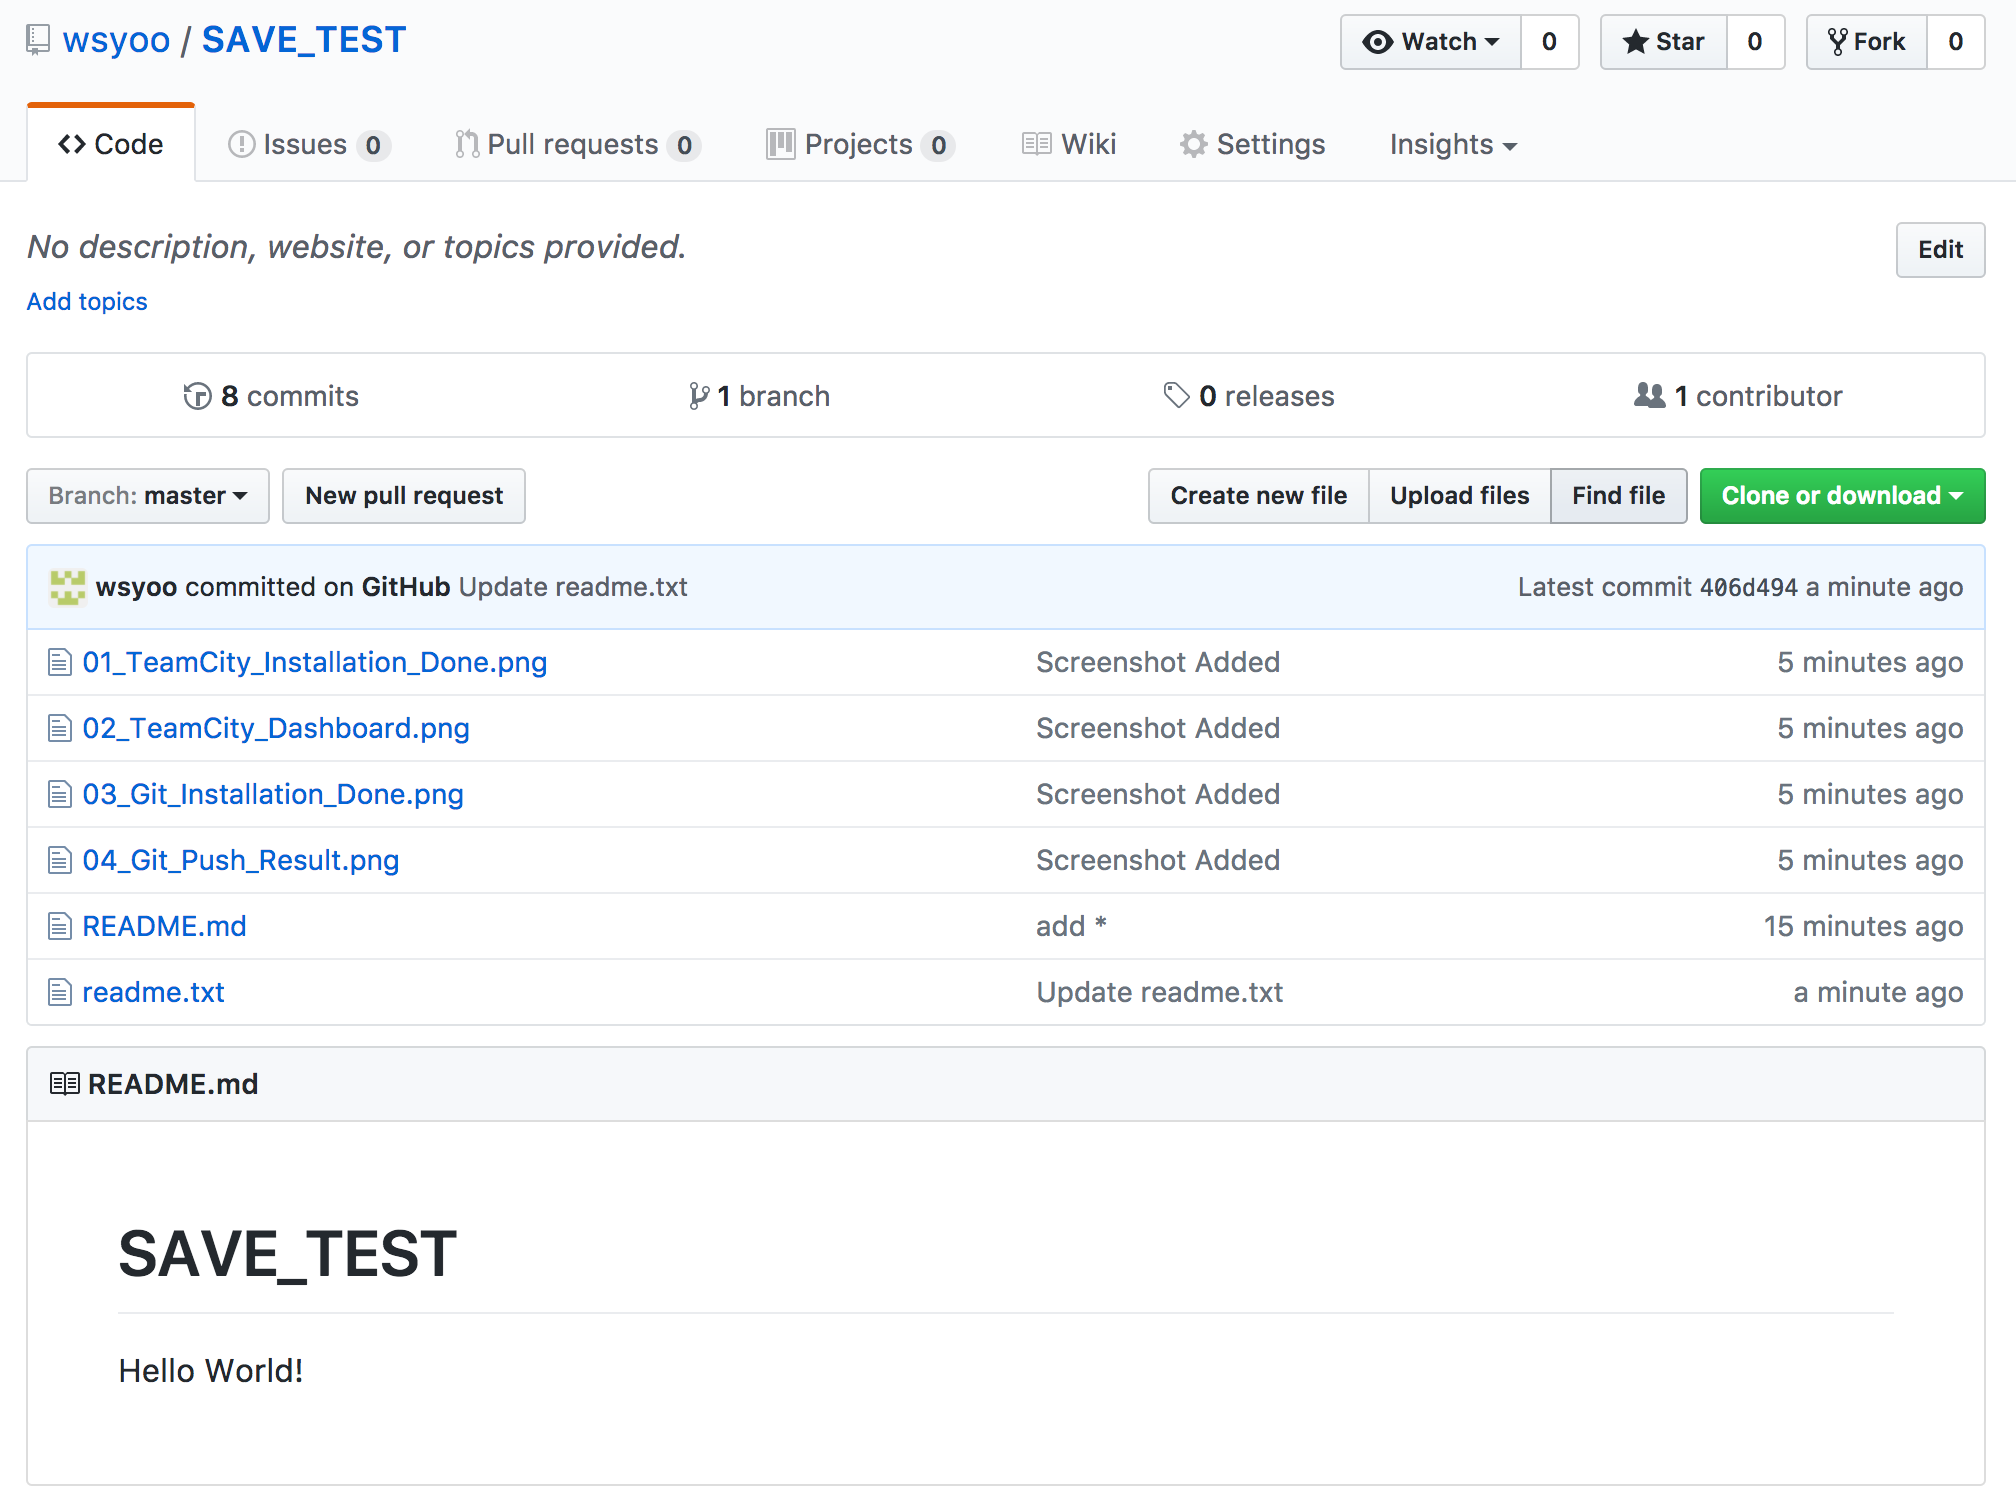 wsyoo / SAVE_TEST Watch 0 Star 0 Fork 0
Code Issues 0 Pull requests 0 Projects 0 Wiki Settings Insights
No description, website, or topics provided. Edit
Add topics
8 commits 1 branch 0 releases 1 contributor
Branch: master New pull request Create new file Upload files Find file Clone or download
wsyoo committed on GitHub Update readme.txt Latest commit 406d494 a minute ago
01_TeamCity_Installation_Done.png Screenshot Added 5 minutes ago
02_TeamCity_Dashboard.png Screenshot Added 5 minutes ago
03_Git_Installation_Done.png Screenshot Added 5 minutes ago
04_Git_Push_Result.png Screenshot Added 5 minutes ago
README.md add * 15 minutes ago
readme.txt Update readme.txt a minute ago
README.md
SAVE_TEST
Hello World!